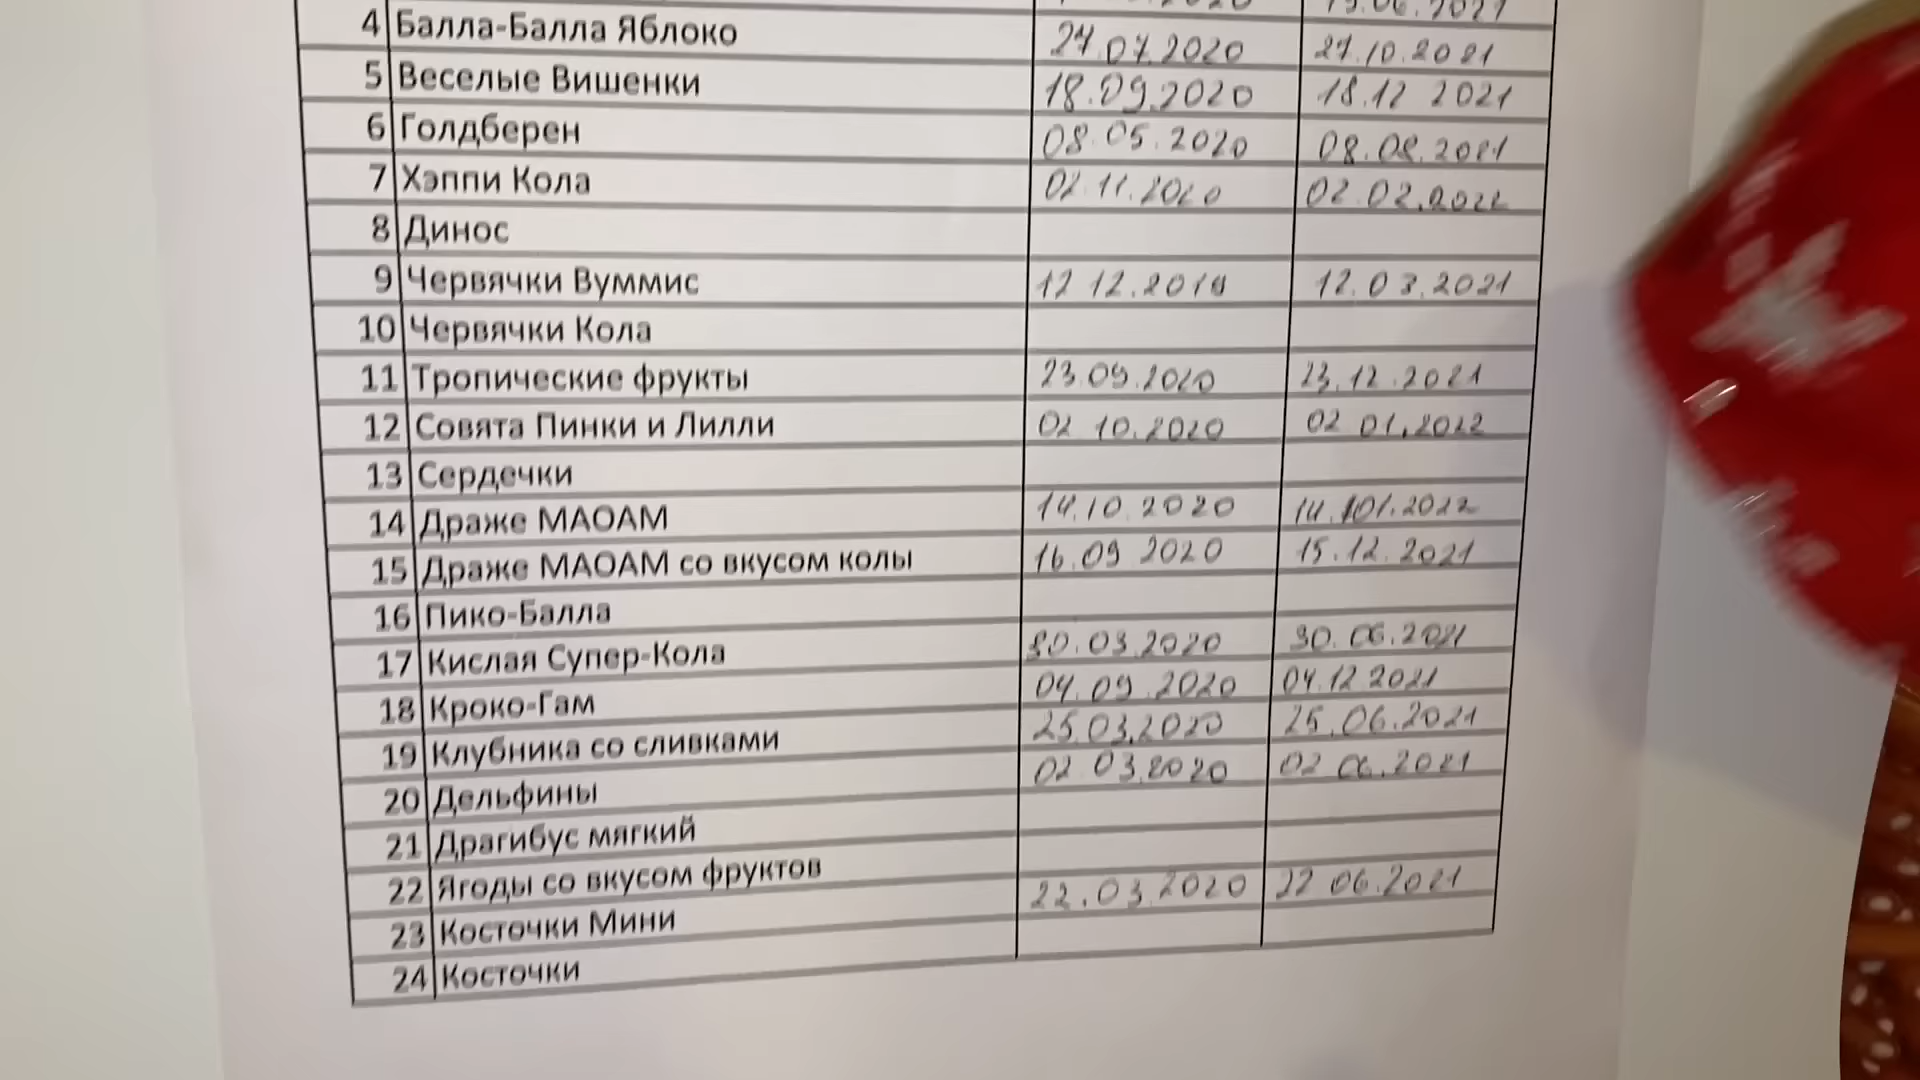 4 Балла-Балла Яблоко 27.07.2020 27.10.2021
5 Веселые Вишенки 18.09.2020 18.12 2021
6 Голдберен 08.05.2020 08.08.2021
7 Хэппи Кола 02.11.2020 02.02.2022
8 Динос
9 Червячки Вуммис 12 12.2019 12.03.2021
10 Червячки Кола
11 Тропические фрукты 23.09.2020 23.12.2021
12 Совята Пинки и Лилли 02 10.2020 02 01.2022
13 Сердечки
14 Драже МАОАМ 14.10.2020 14.01.2022
15 Драже МАОАМ со вкусом колы 16.09 2020 15.12.2021
16 Пико-Балла
17 Кислая Супер-Кола 30.03.2020 30.06.2021
18 Кроко-Гам 04.09.2020 04.12 2021
19 Клубника со сливками 25.03.2020 25.06.2021
20 Дельфины 02 03.2020 02 06.2021
21 Драгибус мягкий
22 Ягоды со вкусом фруктов
23 Косточки Мини 22.03.2020 22 06.2021
24 Косточки